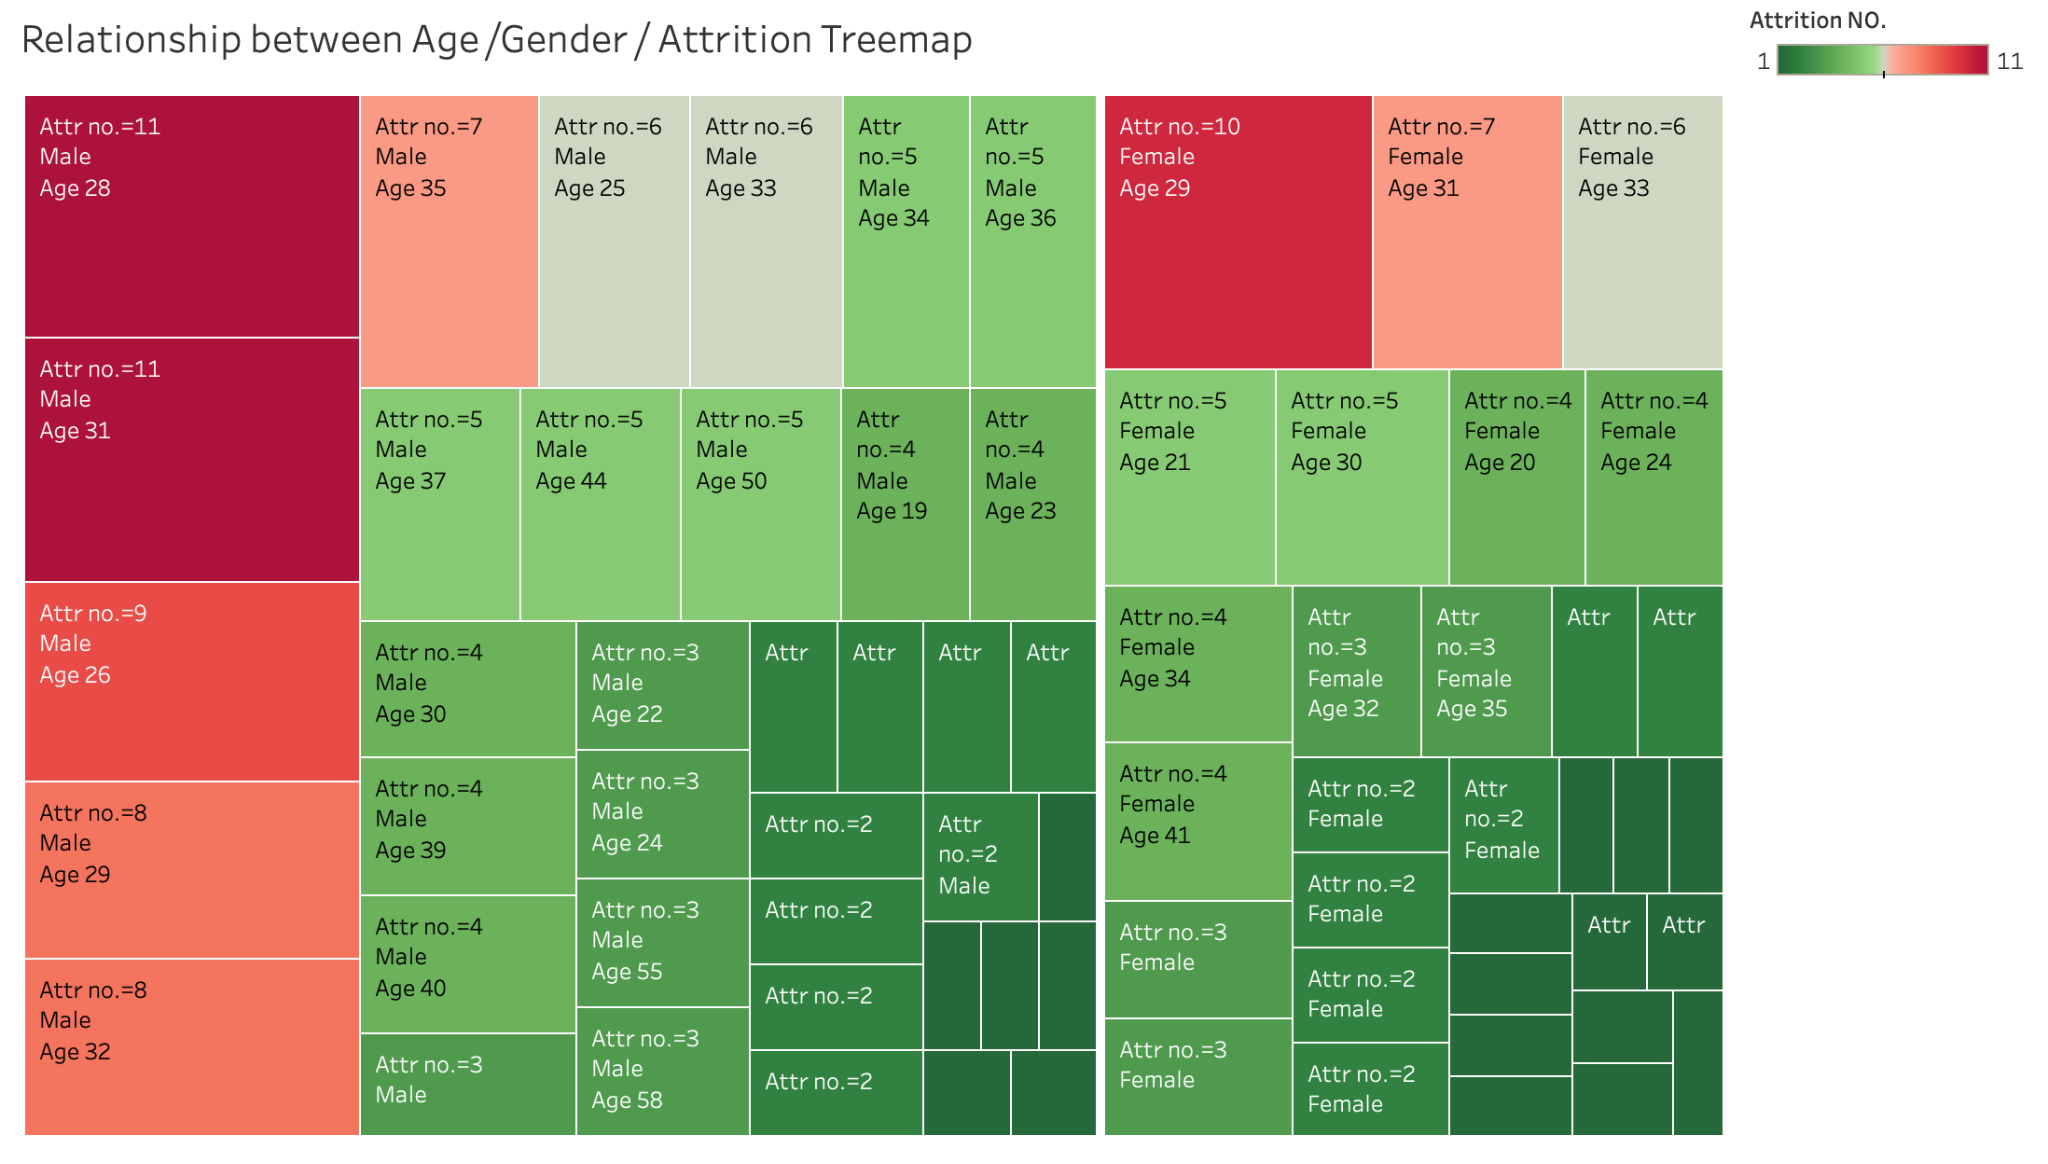 Relationship between Age /Gender / Attrition Treemap
Attrition NO.
1
11
Attr no.=11
Male
Age 28
Attr no.=11
Male
Age 31
Attr no.=9
Male
Age 26
Attr no.=8
Male
Age 29
Attr no.=8
Male
Age 32
Attr no.=7
Male
Age 35
Attr no.=6
Male
Age 25
Attr no.=6
Male
Age 33
Attr
no.=5
Male
Age 34
Attr
no.=5
Male
Age 36
Attr no.=5
Male
Age 37
Attr no.=5
Male
Age 44
Attr no.=5
Male
Age 50
Attr
no.=4
Male
Age 19
Attr
no.=4
Male
Age 23
Attr no.=4
Male
Age 30
Attr no.=4
Male
Age 39
Attr no.=4
Male
Age 40
Attr no.=3
Male
Attr no.=3
Male
Age 22
Attr no.=3
Male
Age 24
Attr no.=3
Male
Age 55
Attr no.=3
Male
Age 58
Attr
Attr
Attr
Attr
Attr no.=2
Attr no.=2
Attr no.=2
Attr no.=2
Attr
no.=2
Male
Attr no.=10
Female
Age 29
Attr no.=7
Female
Age 31
Attr no.=6
Female
Age 33
Attr no.=5
Female
Age 21
Attr no.=5
Female
Age 30
Attr no.=4
Female
Age 20
Attr no.=4
Female
Age 24
Attr no.=4
Female
Age 34
Attr no.=4
Female
Age 41
Attr no.=3
Female
Attr no.=3
Female
Attr
no.=3
Female
Age 32
Attr
no.=3
Female
Age 35
Attr
Attr
Attr no.=2
Female
Attr no.=2
Female
Attr no.=2
Female
Attr no.=2
Female
Attr
no.=2
Female
Attr
Attr